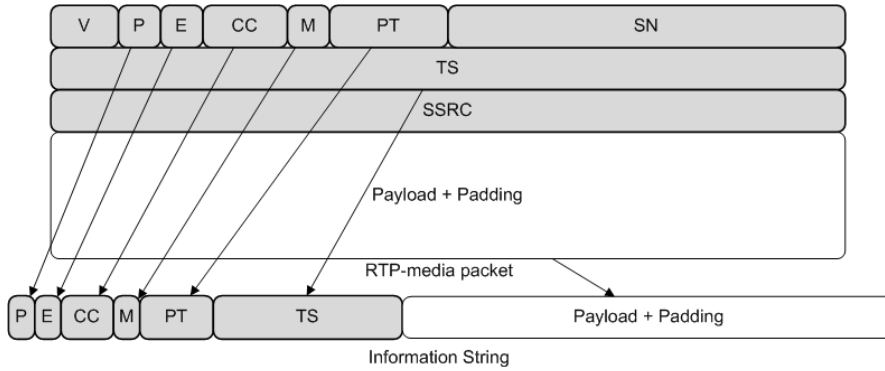 V P E CC M PT SN
TS
SSRC
Payload + Padding
RTP-media packet
P E CC M PT TS Payload + Padding
Information String